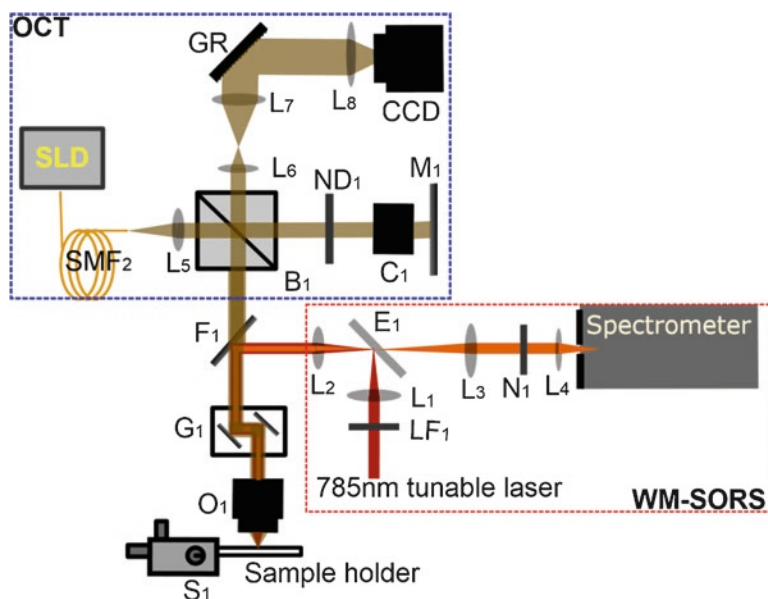 OCT
GR
L7
L8
CCD
SLD
L6
ND1
M1
SMF2
L5
B1
C1
F1
E1
Spectrometer
L2
L3
N1
L4
L1
G1
LF1
785nm tunable laser
WM-SORS
O1
Sample holder
S1